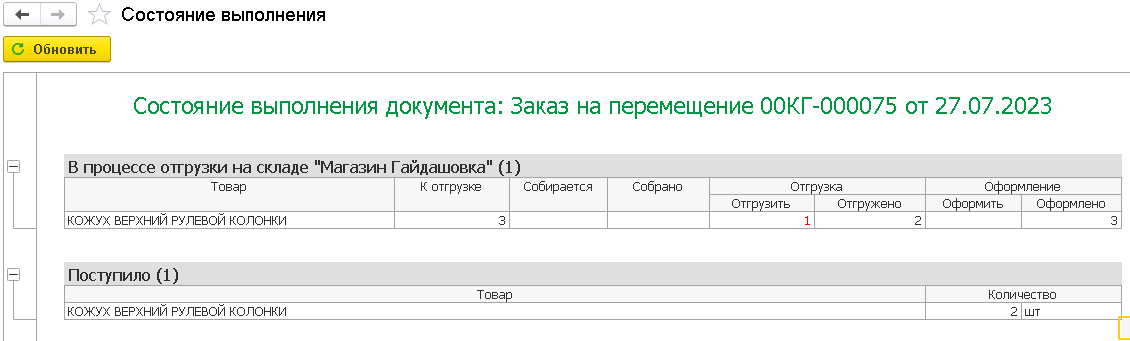 Состояние выполнения
Обновить
Состояние выполнения документа: Заказ на перемещение 00КГ-000075 от 27.07.2023
В процессе отгрузки на складе "Магазин Гайдашовка" (1)
Товар К отгрузке Собирается Собрано Отгрузка Оформление
Отгрузить Отгружено Оформить Оформлено
КОЖУХ ВЕРХНИЙ РУЛЕВОЙ КОЛОНКИ 3 1 2 3
Поступило (1)
Товар Количество
КОЖУХ ВЕРХНИЙ РУЛЕВОЙ КОЛОНКИ 2 шт